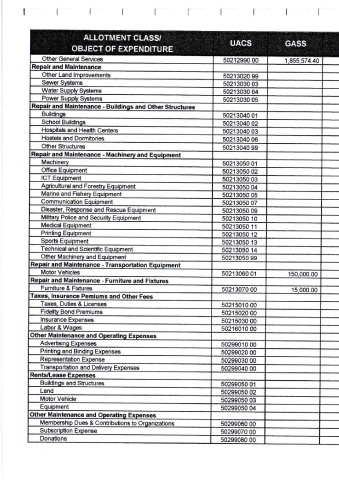 ALLOTMENT CLASS/ OBJECT OF EXPENDITURE UACS GASS
Other General Services 50212990 00 1,855,574.40
Repair and Maintenance
Other Land Improvements 50213020 99
Sewer Systems 50213030 03
Water Supply Systems 50213030 04
Power Supply Systems 50213030 05
Repair and Maintenance - Buildings and Other Structures
Buildings 50213040 01
School Buildings 50213040 02
Hospitals and Health Centers 50213040 03
Hostels and Dormitories 50213040 06
Other Structures 50213040 99
Repair and Maintenance - Machinery and Equipment
Machinery 50213050 01
Office Equipment 50213050 02
ICT Equipment 50213050 03
Agricultural and Forestry Equipment 50213050 04
Marine and Fishery Equipment 50213050 05
Communication Equipment 50213050 07
Disaster, Response and Rescue Equipment 50213050 09
Military Police and Security Equipment 50213050 10
Medical Equipment 50213050 11
Printing Equipment 50213050 12
Sports Equipment 50213050 13
Technical and Scientific Equipment 50213050 14
Other Machinery and Equipment 50213050 99
Repair and Maintenance - Transportation Equipment
Motor Vehicles 50213060 01 150,000.00
Repair and Maintenance - Furniture and Fixtures
Furniture & Fixtures 50213070 00 15,000.00
Taxes, Insurance Pemiums and Other Fees
Taxes, Duties & Licenses 50215010 00
Fidelity Bond Premiums 50215020 00
Insurance Expenses 50215030 00
Labor & Wages 50216010 00
Other Maintenance and Operating Expenses
Advertising Expenses 50299010 00
Printing and Binding Expenses 50299020 00
Representation Expense 50299030 00
Transportation and Delivery Expenses 50299040 00
Rents/Lease Expenses
Buildings and Structures 50299050 01
Land 50299050 02
Motor Vehicle 50299050 03
Equipment 50299050 04
Other Maintenance and Operating Expenses
Membership Dues & Contributions to Organizations 50299060 00
Subscription Expense 50299070 00
Donations 50299080 00